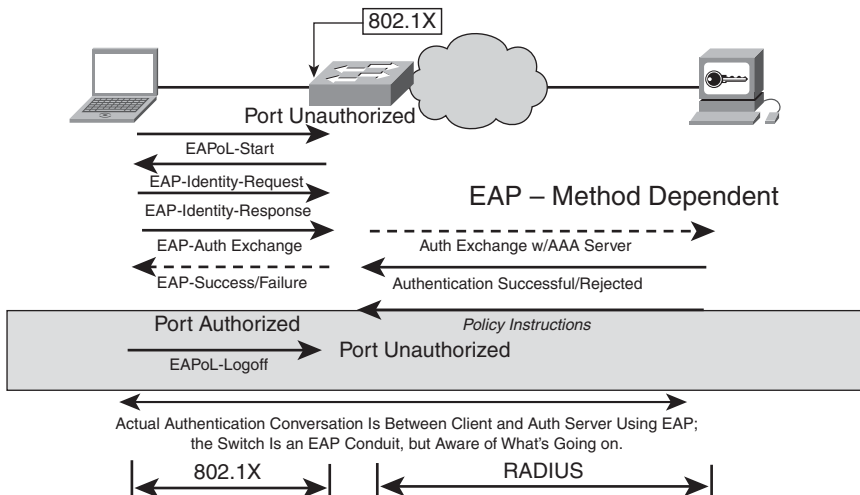 802.1X
Port Unauthorized
EAPoL-Start
EAP-Identity-Request
EAP-Identity-Response
EAP – Method Dependent
EAP-Auth Exchange
Auth Exchange w/AAA Server
EAP-Success/Failure
Authentication Successful/Rejected
Port Authorized
Policy Instructions
EAPoL-Logoff
Port Unauthorized
Actual Authentication Conversation Is Between Client and Auth Server Using EAP;
the Switch Is an EAP Conduit, but Aware of What's Going on.
802.1X
RADIUS